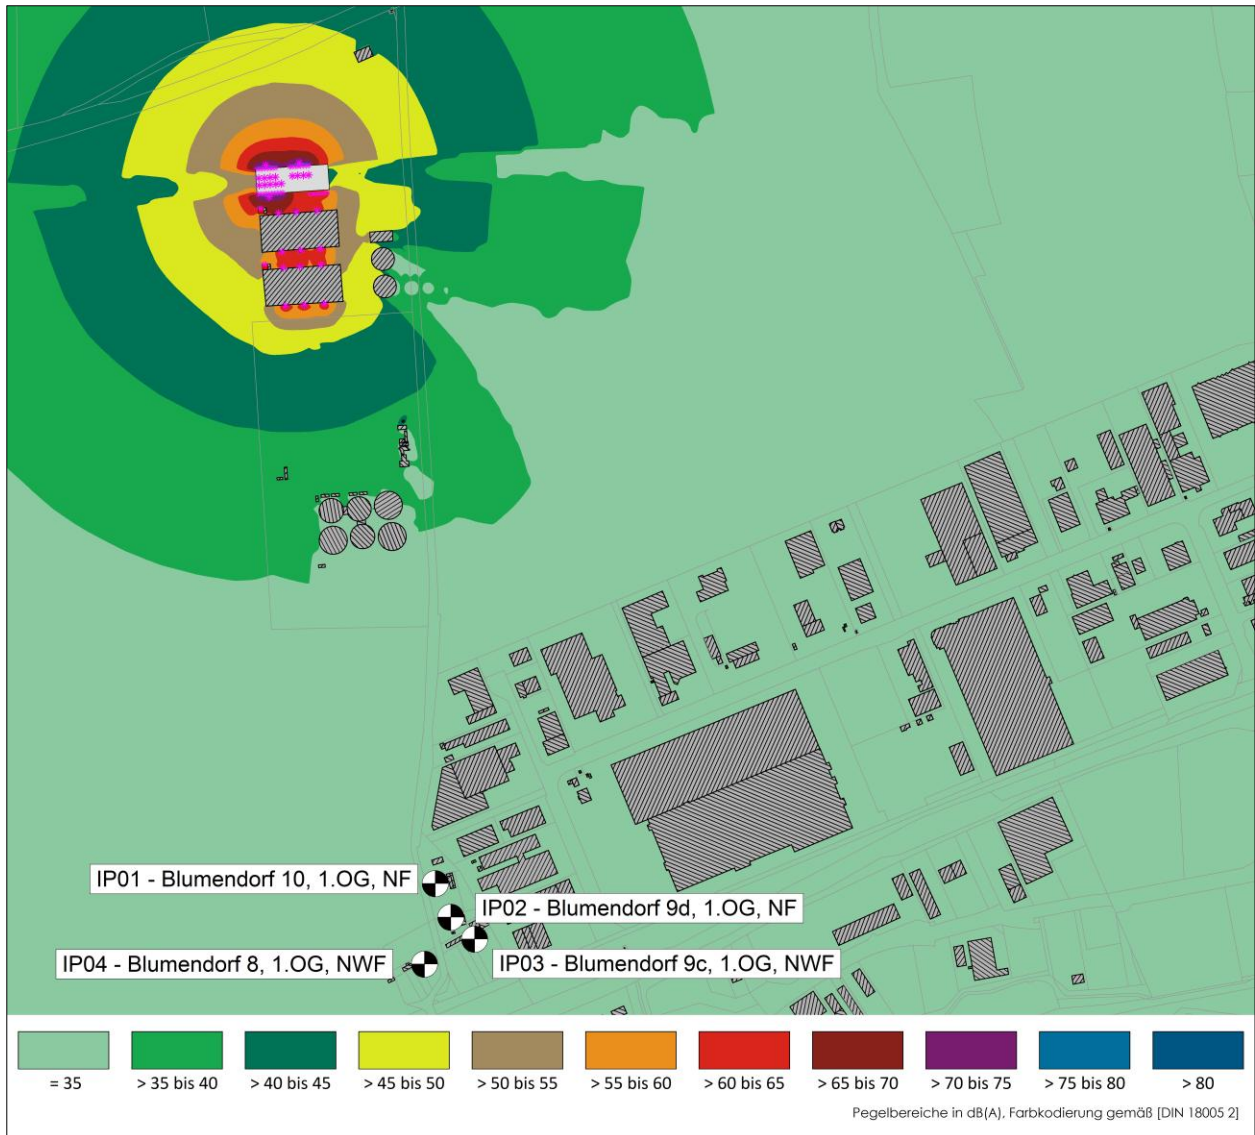 IP01 - Blumendorf 10, 1.OG, NF
IP02 - Blumendorf 9d, 1.OG, NF
IP04 - Blumendorf 8, 1.OG, NWF
IP03 - Blumendorf 9c, 1.OG, NWF
= 35
> 35 bis 40
> 40 bis 45
> 45 bis 50
> 50 bis 55
> 55 bis 60
> 60 bis 65
> 65 bis 70
> 70 bis 75
> 75 bis 80
> 80
Pegelbereiche in dB(A), Farbkodierung gemäß [DIN 18005 2]